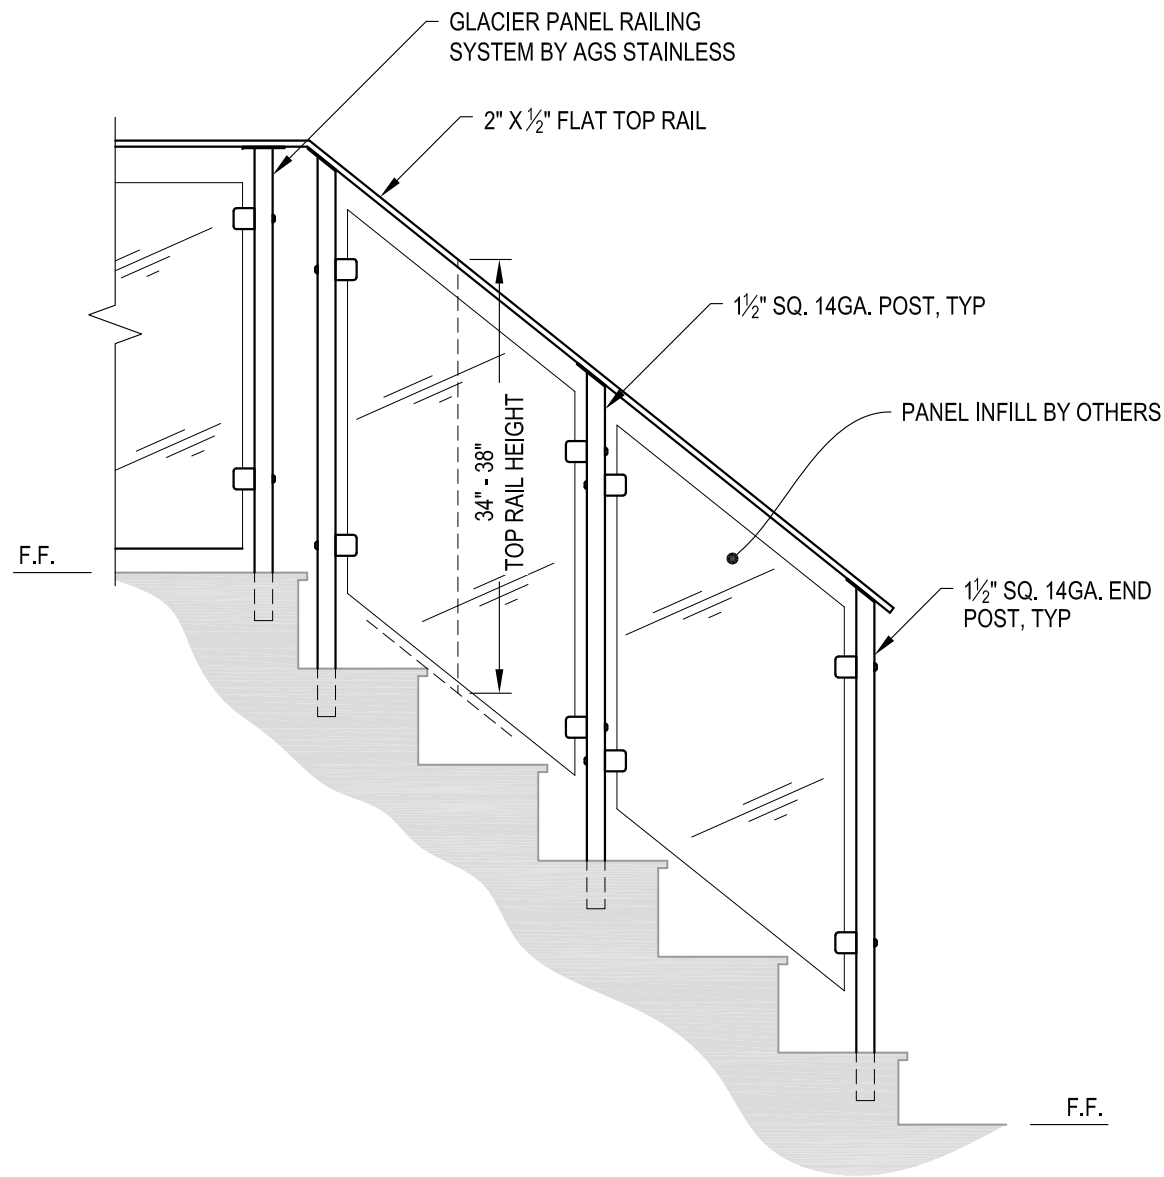 GLACIER PANEL RAILING
SYSTEM BY AGS STAINLESS
2" X ½" FLAT TOP RAIL
1½" SQ. 14GA. POST, TYP
PANEL INFILL BY OTHERS
34" - 38"
TOP RAIL HEIGHT
F.F.
1½" SQ. 14GA. END
POST, TYP
F.F.